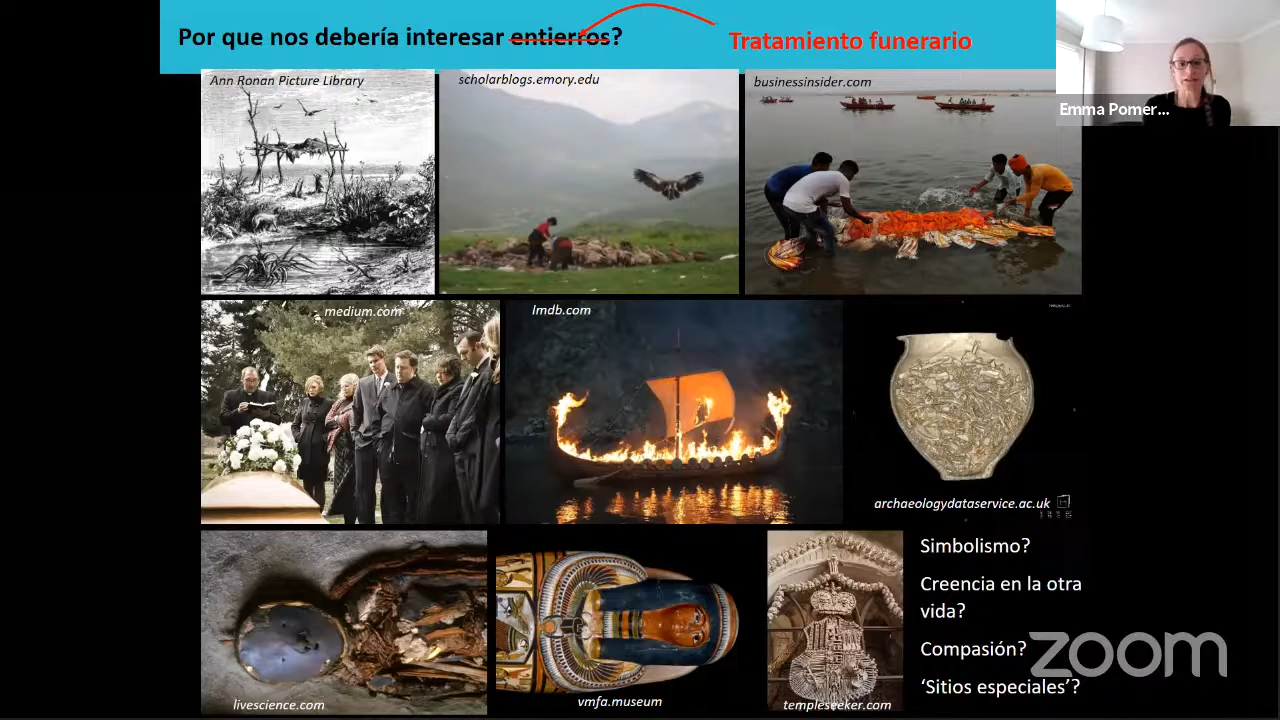 Por que nos debería interesar entierros?
Tratamiento funerario
Emma Pomer...
Ann Ronan Picture Library
scholarblogs.emory.edu
businessinsider.com
medium.com
Imdb.com
archaeologydataservice.ac.uk
livescience.com
vmfa.museum
templeseeker.com
Simbolismo?
Creencia en la otra
vida?
Compasión?
‘Sitios especiales’?
zoom